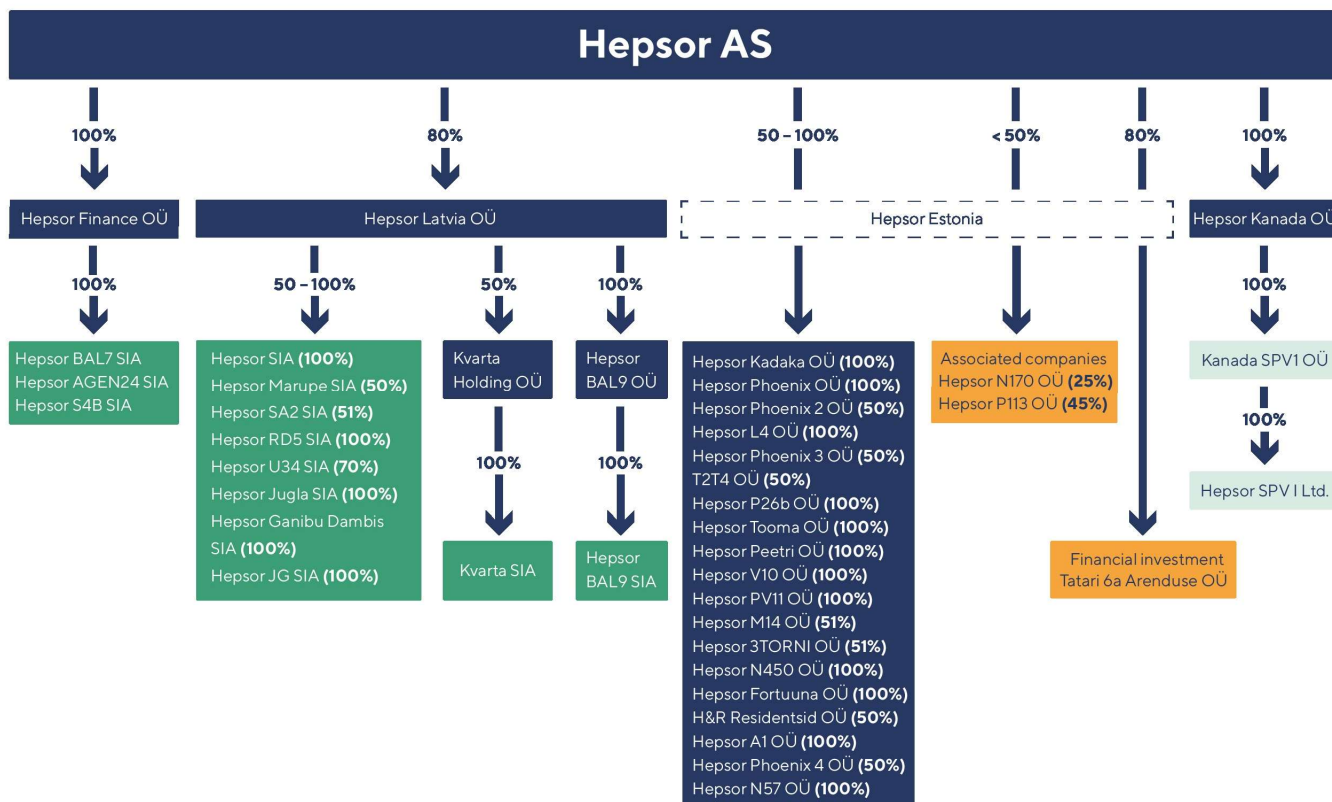 Hepsor AS
100%
80%
50 – 100%
< 50%
80%
100%
Hepsor Finance OÜ
Hepsor Latvia OÜ
Hepsor Estonia
Hepsor Kanada OÜ
100%
50 – 100%
50%
100%
100%
Hepsor BAL7 SIA
Hepsor AGEN24 SIA
Hepsor S4B SIA
Hepsor SIA (100%)
Hepsor Marupe SIA (50%)
Hepsor SA2 SIA (51%)
Hepsor RD5 SIA (100%)
Hepsor U34 SIA (70%)
Hepsor Jugla SIA (100%)
Hepsor Ganibu Dambis
SIA (100%)
Hepsor JG SIA (100%)
Kvarta
Holding OÜ
100%
Kvarta SIA
Hepsor
BAL9 OÜ
100%
Hepsor
BAL9 SIA
Hepsor Kadaka OÜ (100%)
Hepsor Phoenix OÜ (100%)
Hepsor Phoenix 2 OÜ (50%)
Hepsor L4 OÜ (100%)
Hepsor Phoenix 3 OÜ (50%)
T2T4 OÜ (50%)
Hepsor P26b OÜ (100%)
Hepsor Tooma OÜ (100%)
Hepsor Peetri OÜ (100%)
Hepsor V10 OÜ (100%)
Hepsor PV11 OÜ (100%)
Hepsor M14 OÜ (51%)
Hepsor 3TORNI OÜ (51%)
Hepsor N450 OÜ (100%)
Hepsor Fortuuna OÜ (100%)
H&R Residentsid OÜ (50%)
Hepsor A1 OÜ (100%)
Hepsor Phoenix 4 OÜ (50%)
Hepsor N57 OÜ (100%)
Associated companies
Hepsor N170 OÜ (25%)
Hepsor P113 OÜ (45%)
Financial investment
Tatari 6a Arenduse OÜ
Kanada SPV1 OÜ
100%
Hepsor SPV I Ltd.